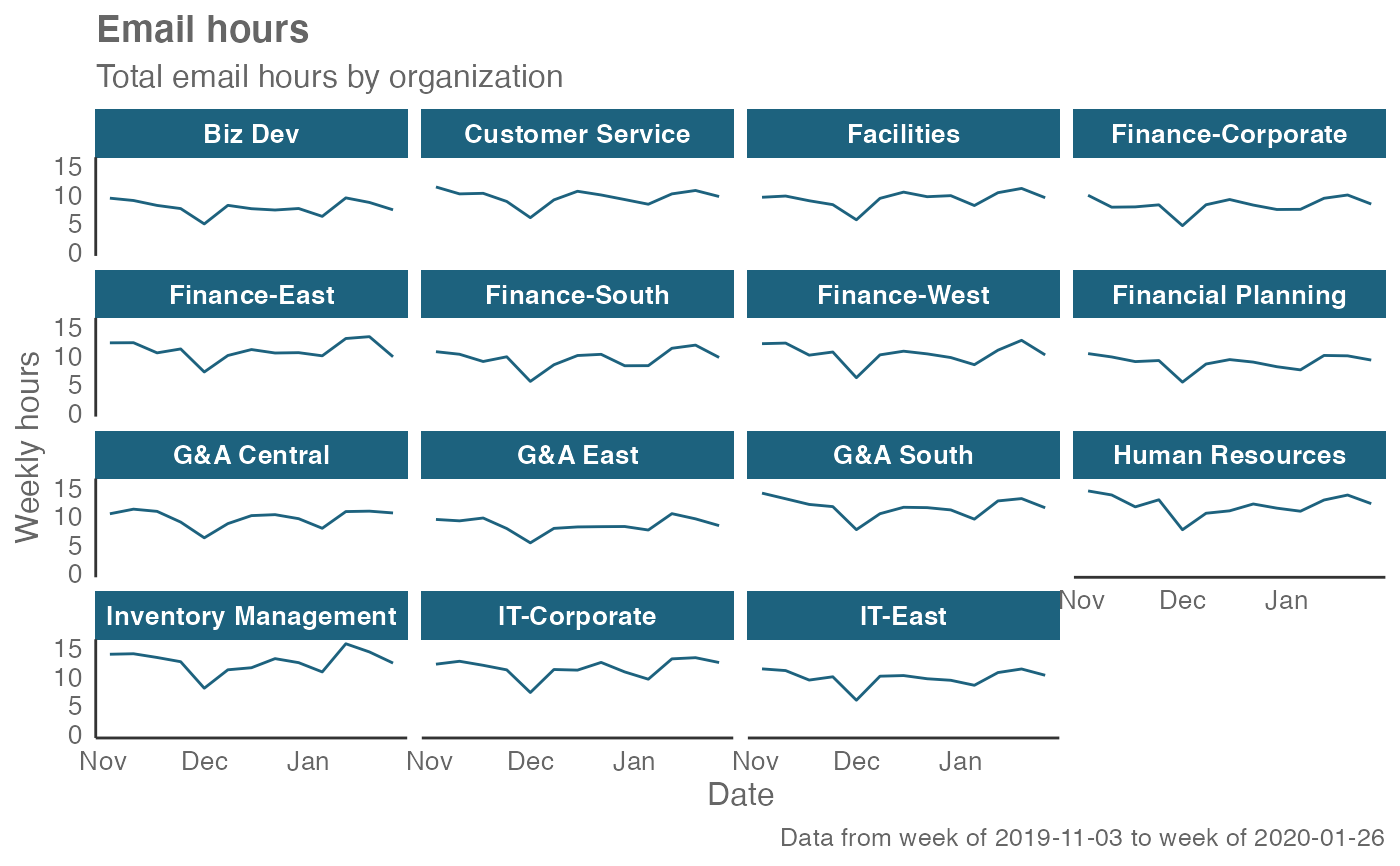 Email hours
Total email hours by organization
Biz Dev
Customer Service
Facilities
Finance-Corporate
15
10
5
0
Finance-East
Finance-South
Finance-West
Financial Planning
15
10
5
0
Weekly hours
G&A Central
G&A East
G&A South
Human Resources
15
10
5
0
Nov Dec Jan
Inventory Management
IT-Corporate
IT-East
15
10
5
0
Nov Dec Jan
Nov Dec Jan
Nov Dec Jan
Date
Data from week of 2019-11-03 to week of 2020-01-26